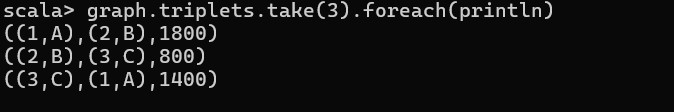 scala> graph.triplets.take(3).foreach(println)
((1,A),(2,B),1800)
((2,B),(3,C),800)
((3,C),(1,A),1400)